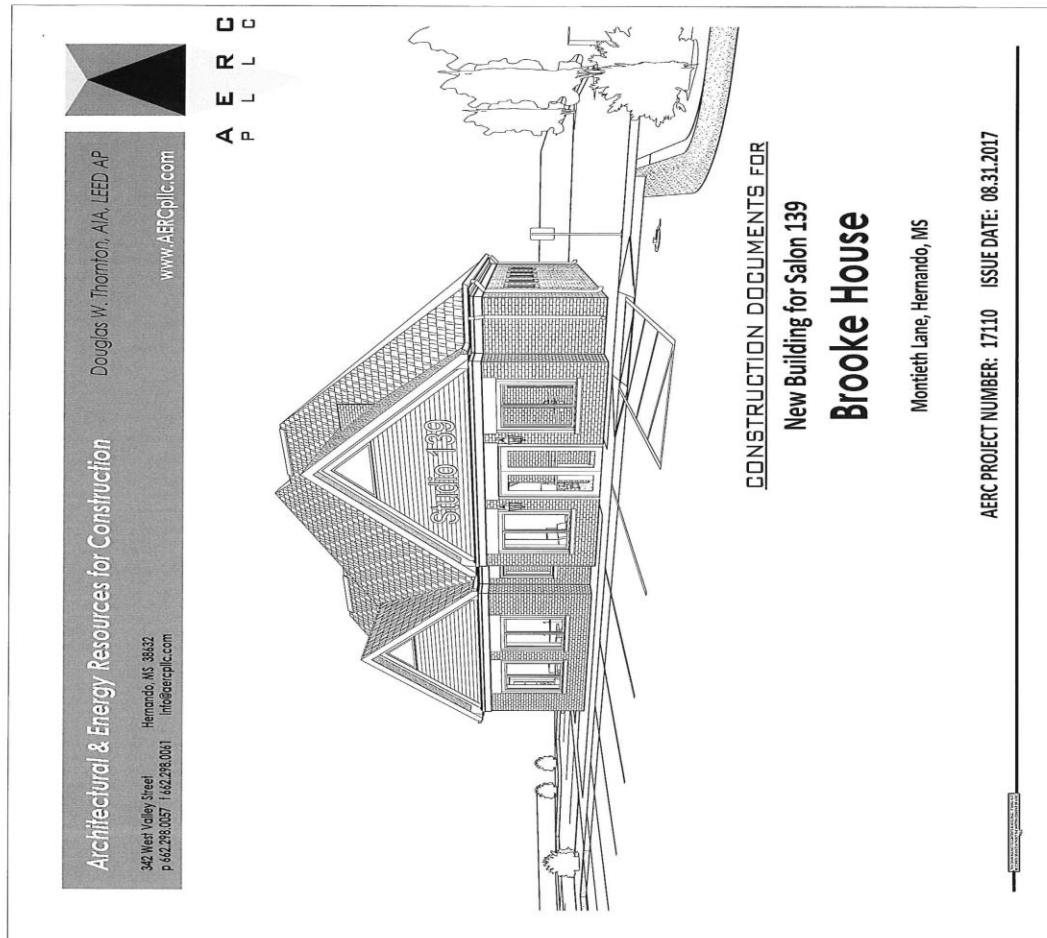 Architectural & Energy Resources for Construction
Douglas W. Thornton, AIA, LEED AP
342 West Valley Street Hernando, MS 38632
p 662.298.0057 f 662.298.0061 info@aercpllc.com
www.AERCpllc.com
AERC
PLLC
Studio 139
CONSTRUCTION DOCUMENTS FOR
New Building for Salon 139
Brooke House
Montieth Lane, Hernando, MS
AERC PROJECT NUMBER: 17110 ISSUE DATE: 08.31.2017